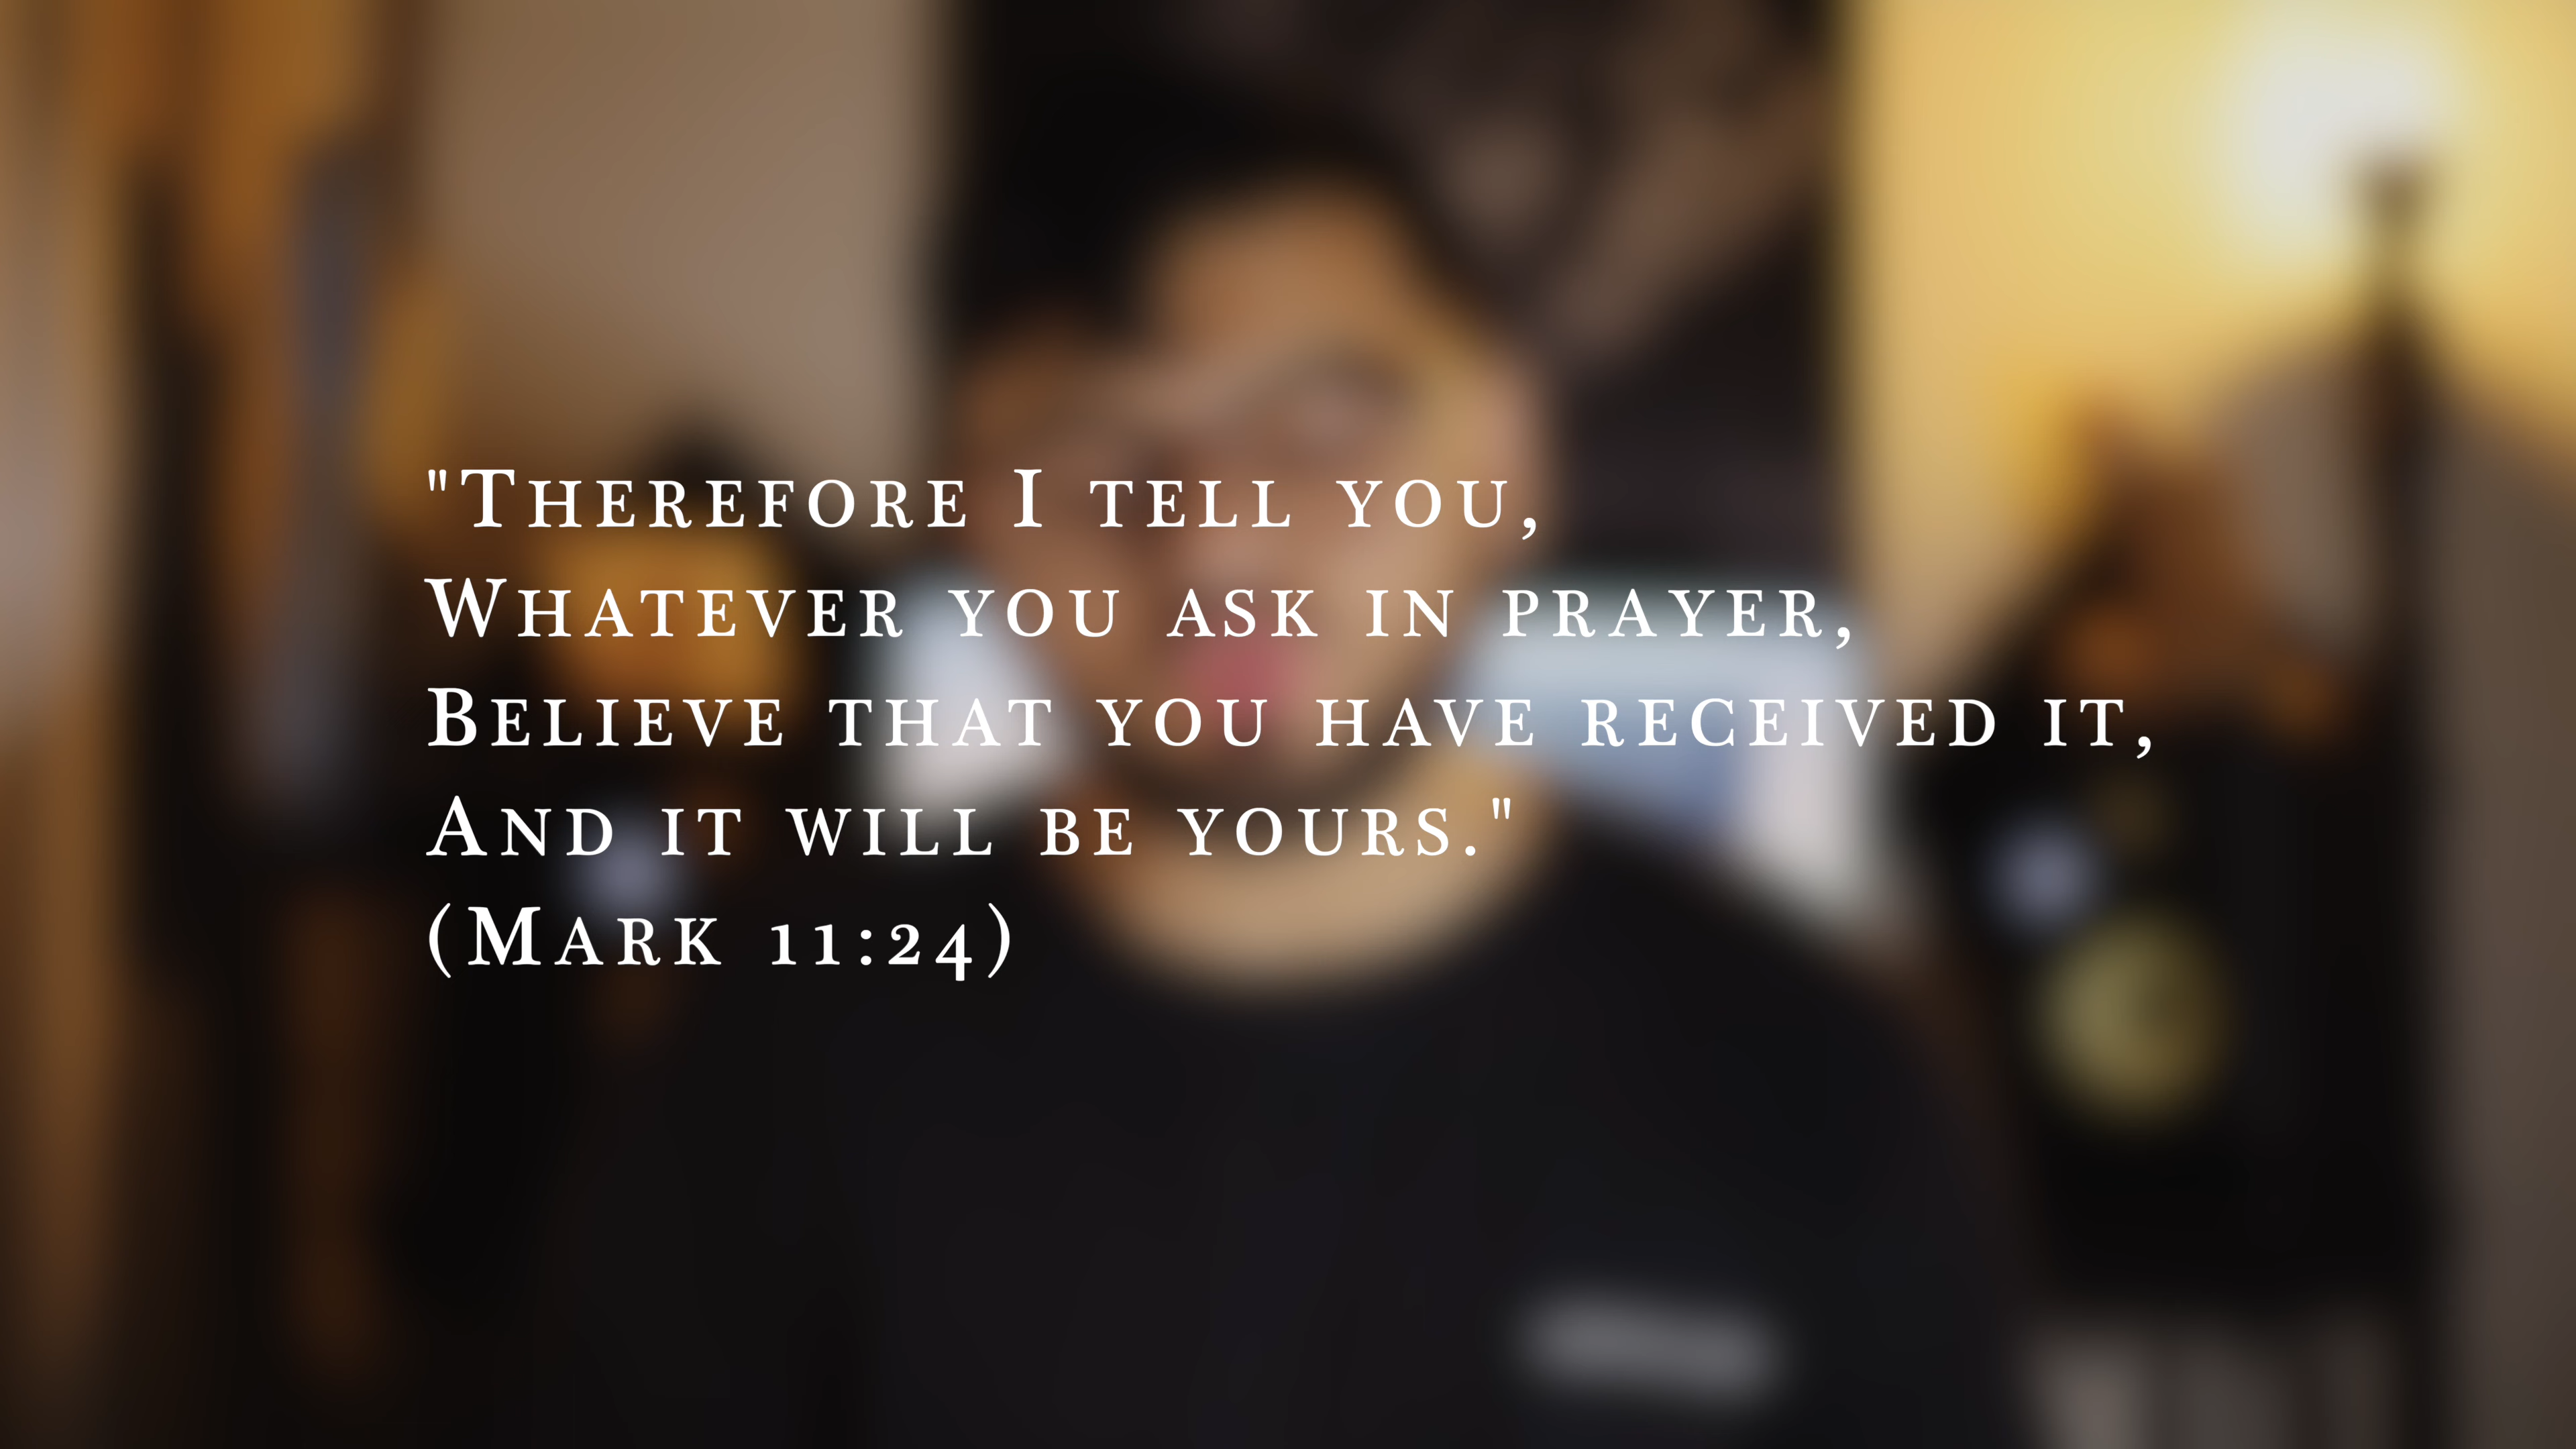 "Therefore I tell you,
Whatever you ask in prayer,
Believe that you have received it,
And it will be yours."
(Mark 11:24)